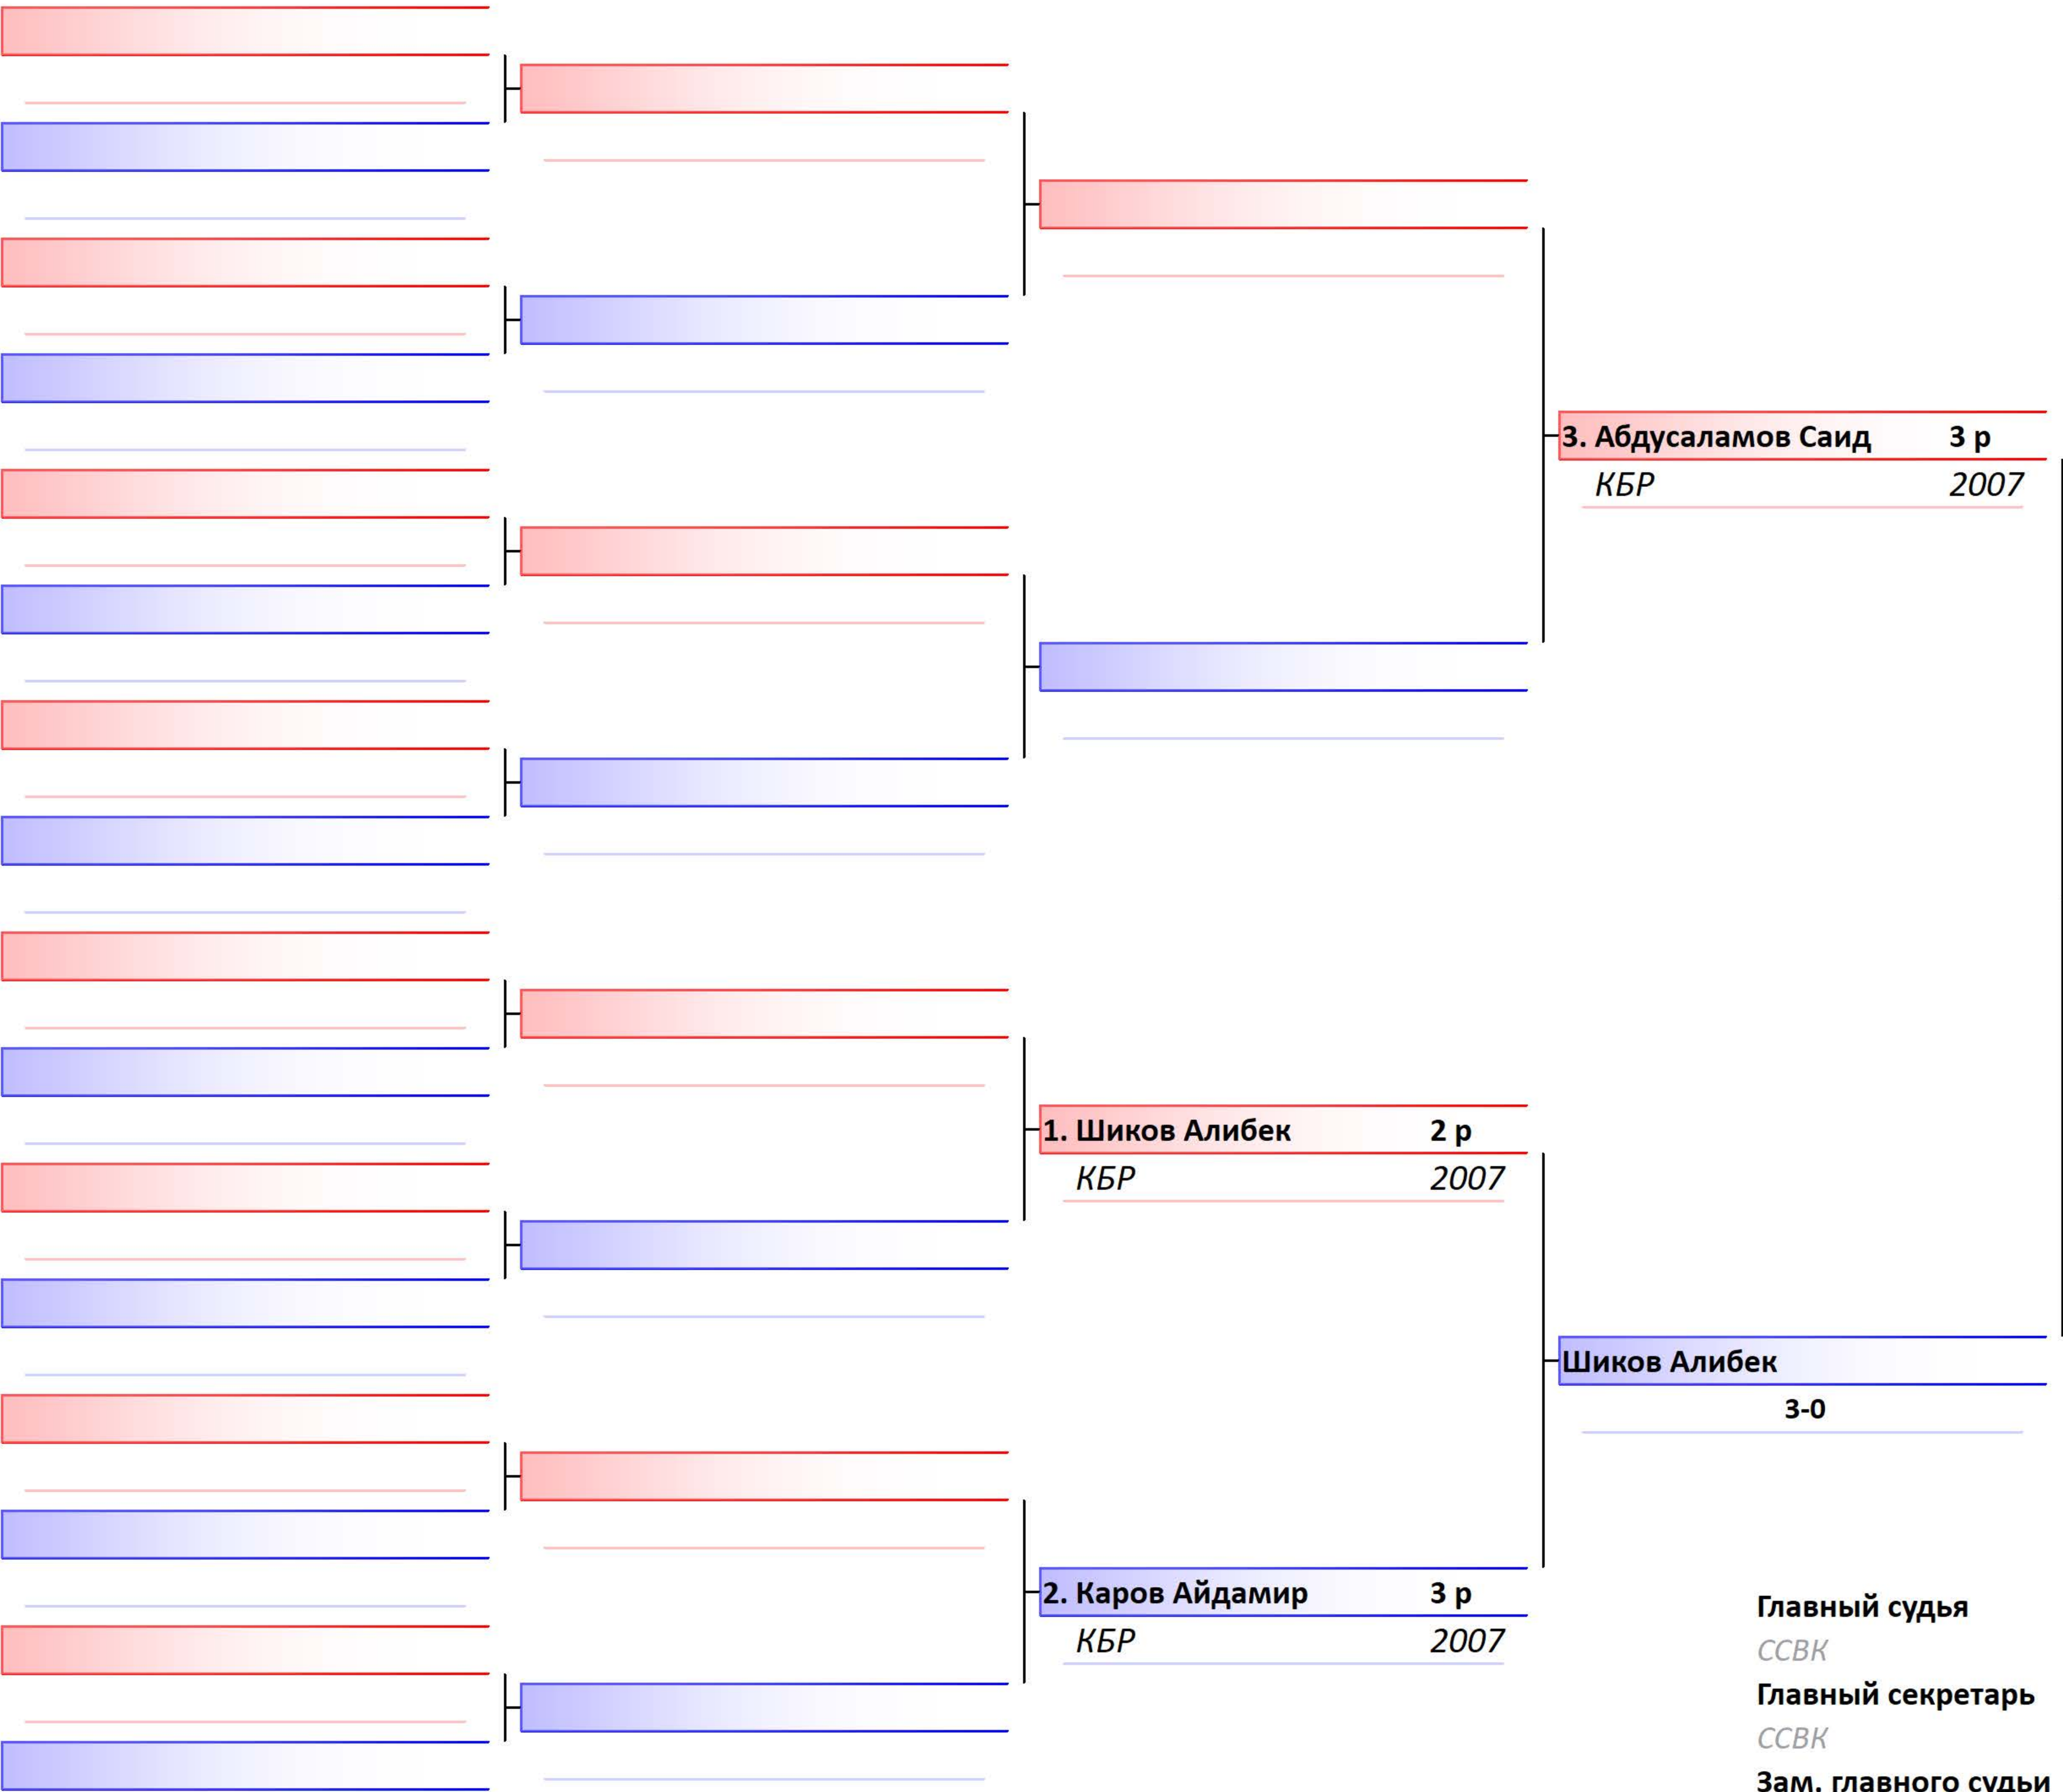 3. Абдусаламов Саид 3 р
КБР 2007
1. Шиков Алибек 2 р
КБР 2007
Шиков Алибек
3-0
2. Каров Айдамир 3 р
КБР 2007
Главный судья
ССВК
Главный секретарь
ССВК
Зам. главного судьи